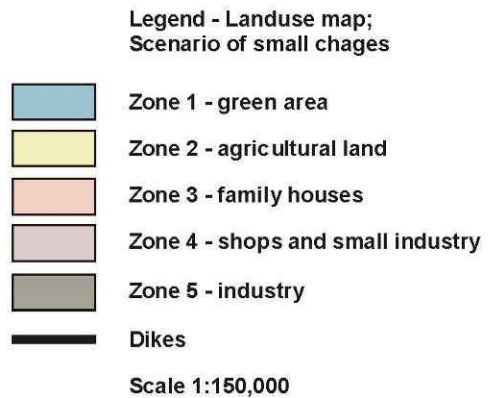 Legend - Landuse map;
Scenario of small chages
Zone 1 - green area
Zone 2 - agricultural land
Zone 3 - family houses
Zone 4 - shops and small industry
Zone 5 - industry
Dikes
Scale 1:150,000